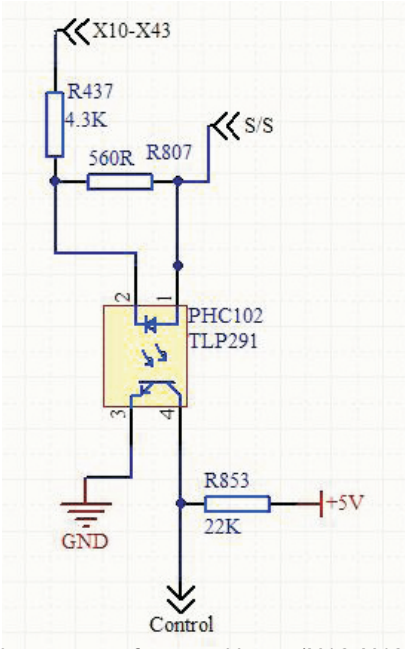 X10-X43
R437
4.3K
560R R807
S/S
2 1
PHC102
TLP291
3 4
R853
+5V
22K
GND
Control